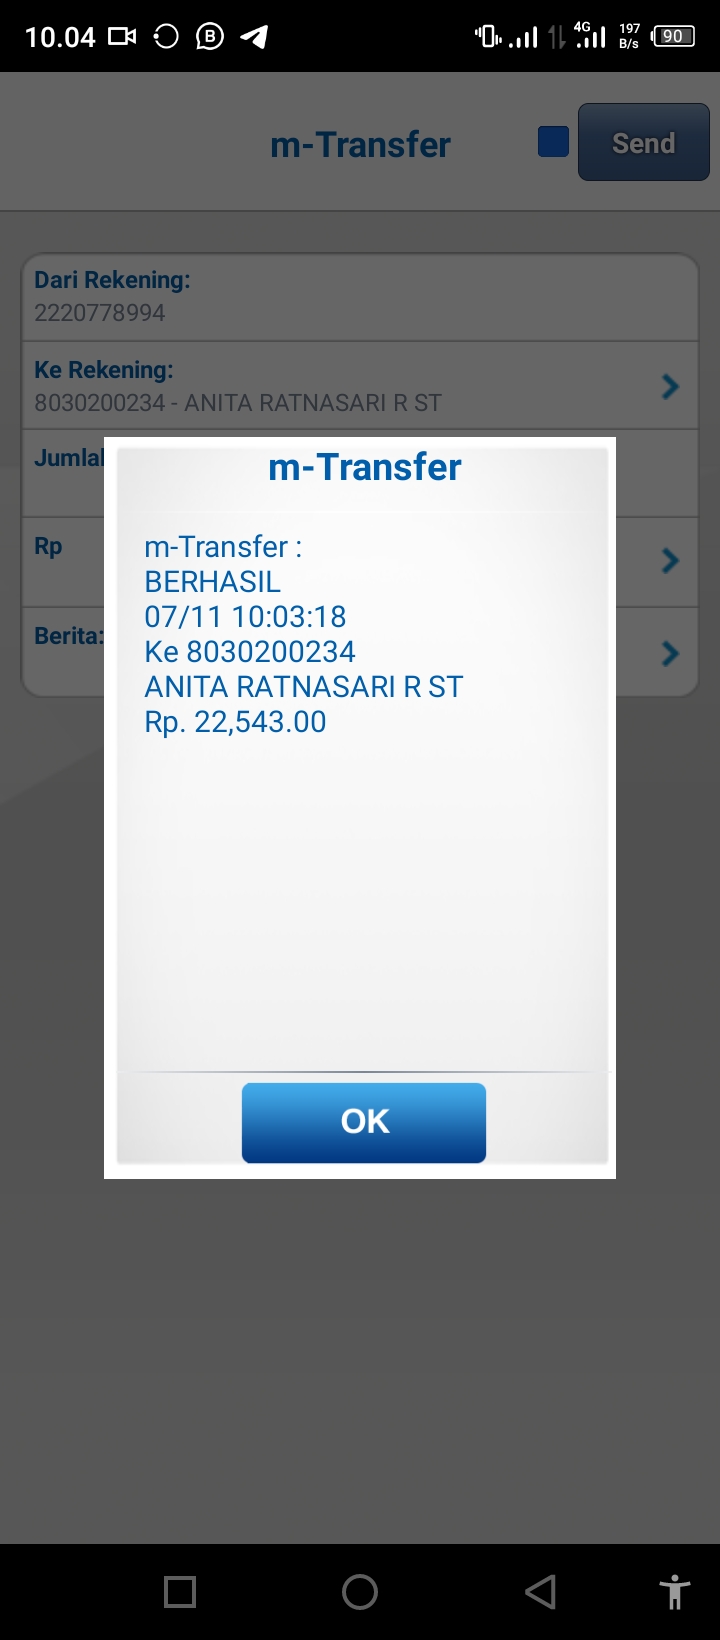 10.04
4G
197
B/s
90
m-Transfer
Send
Dari Rekening:
2220778994
Ke Rekening:
8030200234 - ANITA RATNASARI R ST
Jumlal
Rp
Berita:
m-Transfer
m-Transfer :
BERHASIL
07/11 10:03:18
Ke 8030200234
ANITA RATNASARI R ST
Rp. 22,543.00
OK